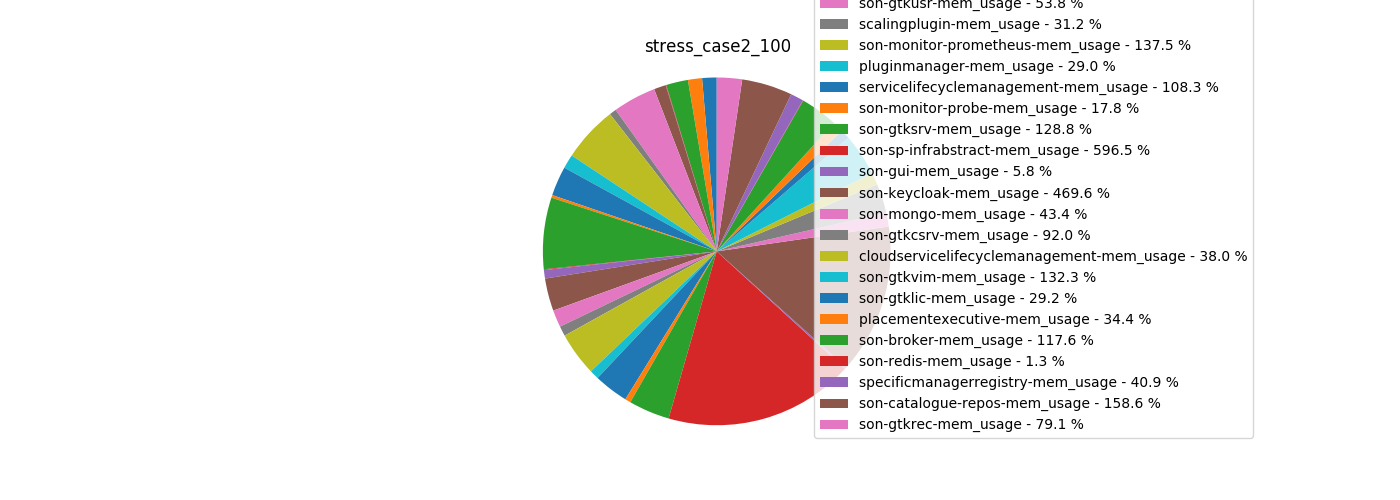 son-gtkusr-mem_usage - 53.8 %
scalingplugin-mem_usage - 31.2 %
stress_case2_100
son-monitor-prometheus-mem_usage - 137.5 %
pluginmanager-mem_usage - 29.0 %
servicelifecyclemanagement-mem_usage - 108.3 %
son-monitor-probe-mem_usage - 17.8 %
son-gtksrv-mem_usage - 128.8 %
son-sp-infrabstract-mem_usage - 596.5 %
son-gui-mem_usage - 5.8 %
son-keycloak-mem_usage - 469.6 %
son-mongo-mem_usage - 43.4 %
son-gtkcsrv-mem_usage - 92.0 %
cloudservicelifecyclemanagement-mem_usage - 38.0 %
son-gtkvim-mem_usage - 132.3 %
son-gtklic-mem_usage - 29.2 %
placementexecutive-mem_usage - 34.4 %
son-broker-mem_usage - 117.6 %
son-redis-mem_usage - 1.3 %
specificmanagerregistry-mem_usage - 40.9 %
son-catalogue-repos-mem_usage - 158.6 %
son-gtkrec-mem_usage - 79.1 %